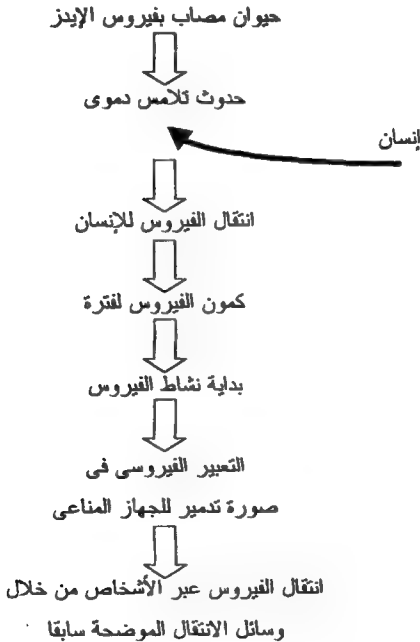 حيوان مصاب بفيروس الإيدز
حدوث تلامس دموى
إنسان
انتقال الفيروس للإنسان
كمون الفيروس لفترة
بداية نشاط الفيروس
التعبير الفيروسى فى
صورة تدمير للجهاز المناعى
انتقال الفيروس عبر الأشخاص من خلال
وسائل الانتقال الموضحة سابقا